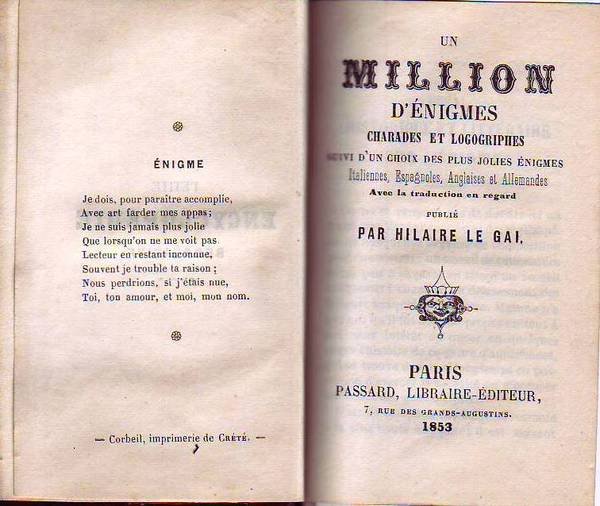 ÉNIGME
Je dois, pour paraitre accomplie,
Avec art farder mes appas;
Je ne suis jamais plus jolie
Que lorsqu'on ne me voit pas
Lecteur en restant inconnue,
Souvent je trouble ta raison;
Nous perdrions, si j'étais nue,
Toi, ton amour, et moi, mon nom.
— Corbeil, imprimerie de CRÉTÉ. —
UN
MILLION
D'ÉNIGMES
CHARADES ET LOGOGRIPHES
SUIVI D'UN CHOIX DES PLUS JOLIES ÉNIGMES
Italiennes, Espagnoles, Anglaises et Allemandes
Avec la traduction en regard
PUBLIÉ
PAR HILAIRE LE GAI,
PARIS
PASSARD, LIBRAIRE-ÉDITEUR,
7, RUE DES GRANDS-AUGUSTINS.
1853